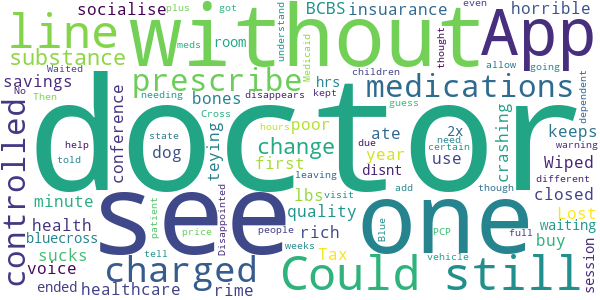 socialise
BCBS
insurance
got
plus
even
horrible
line
without
App
room
understand
Medicaid
thought
allow
going
meds
substance
prescribe
medications
savings
Waited
children
kept
guess
hrs
No
Then
needing
bones
disappears
Cross
hours
controlled
doctor
conference
help
told
state
dog
teying
change
first
poor
ate
year
due
2x
use
need
certain
disnt
crashing
keeps
warning
Wiped
different
dependent
leaving
lbs
visit
add
though
closed
minute
health
see
one
quality
Lost
bluecross
sucks
voice
patient
price
Disappointed
people
rich
Blue
PCP
full
waiting
buy
Tax
weeks
tell
vehicle
ended
healthcare
rime
charged
Could
still
session